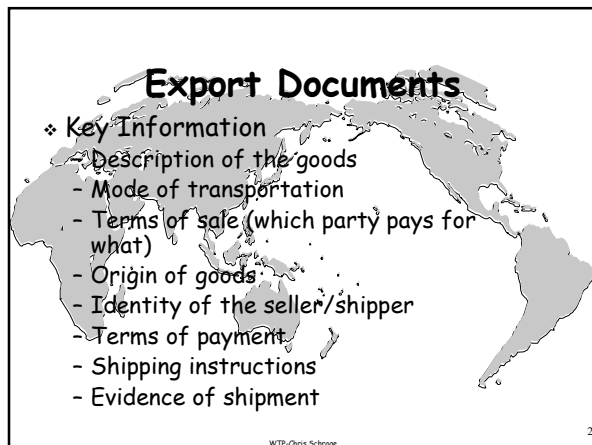 Export Documents
❖ Key Information
– Description of the goods
– Mode of transportation
– Terms of sale (which party pays for
what)
– Origin of goods
– Identity of the seller/shipper
– Terms of payment
– Shipping instructions
– Evidence of shipment
WTP-Chris Schrage
2